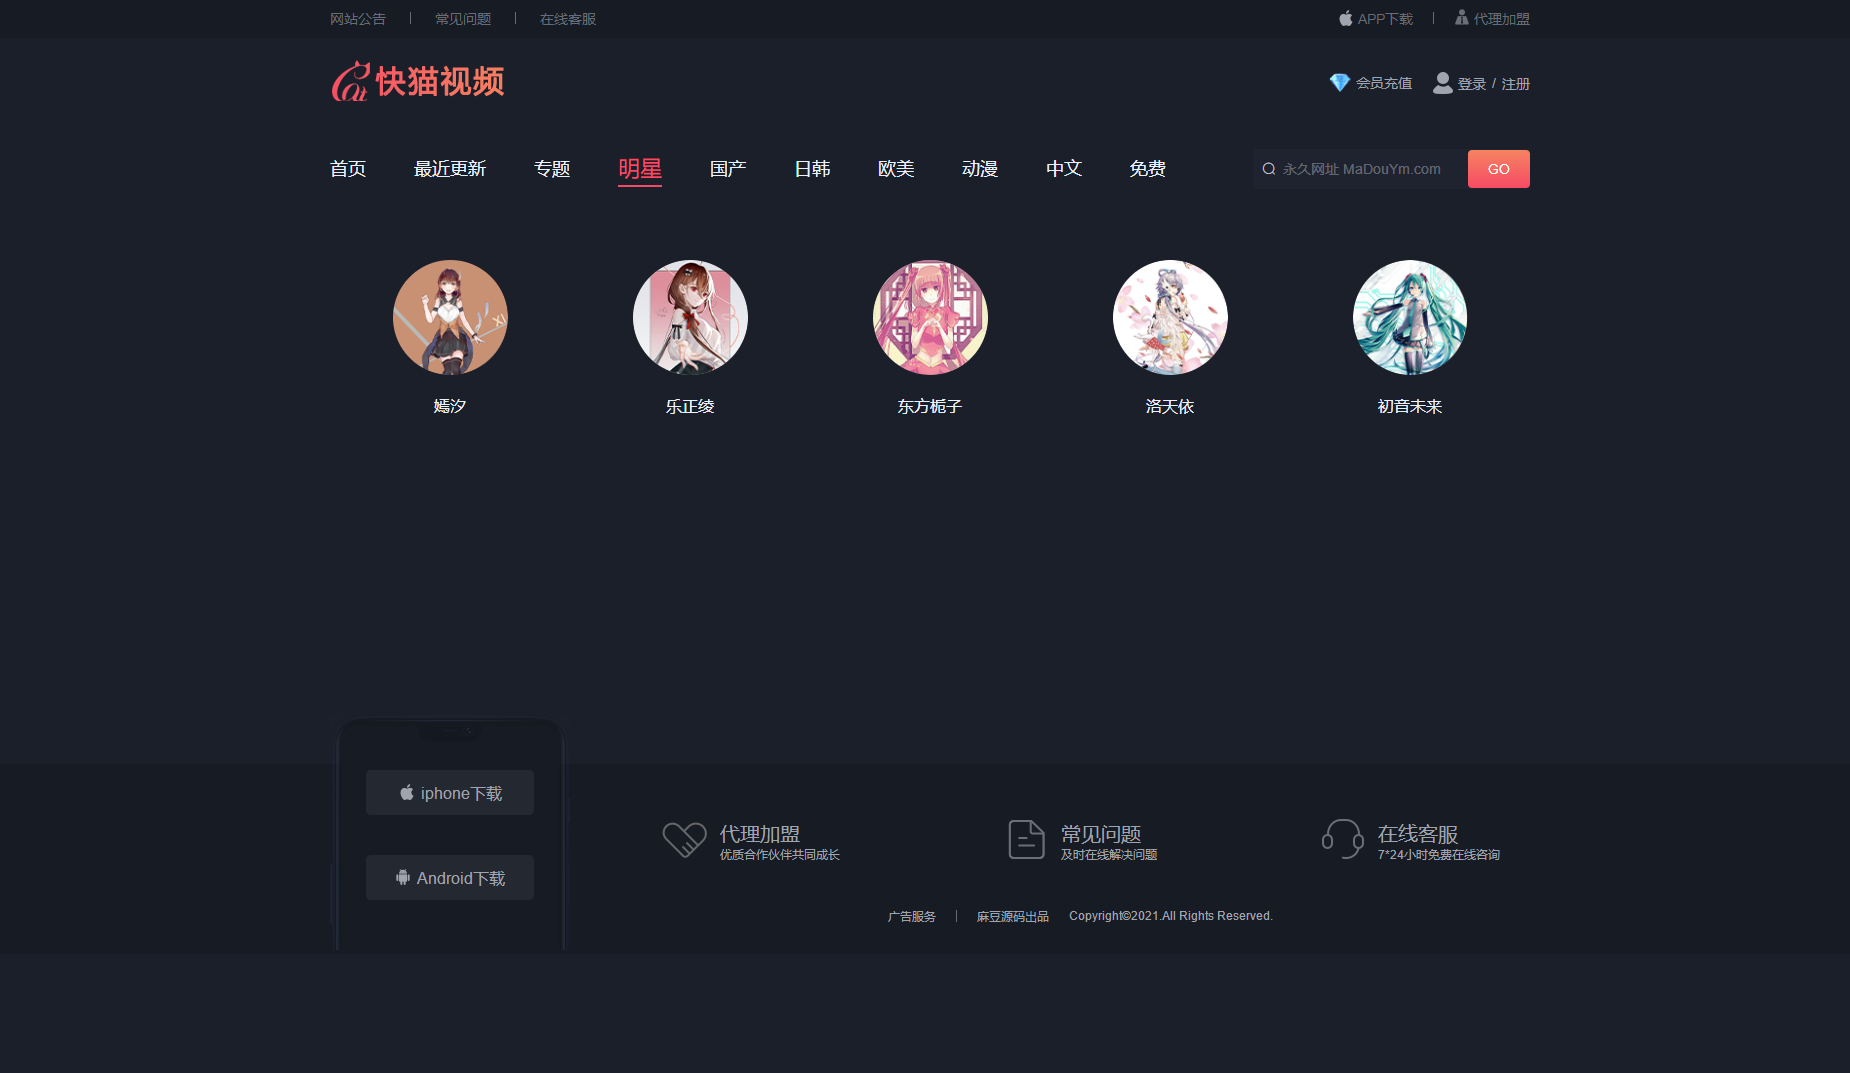 网站公告 常见问题 在线客服 APP下载 代理加盟
Cat 快猫视频 会员充值 登录 / 注册
首页 最近更新 专题 明星 国产 日韩 欧美 动漫 中文 免费 永久网址 MaDouYm.com GO
XI
嫣汐 乐正绫 东方栀子 洛天依 初音未来
iphone下载
Android下载
代理加盟 常见问题 在线客服
优质合作伙伴共同成长 及时在线解决问题 7*24小时免费在线咨询
广告服务 麻豆源码出品 Copyright©2021.All Rights Reserved.